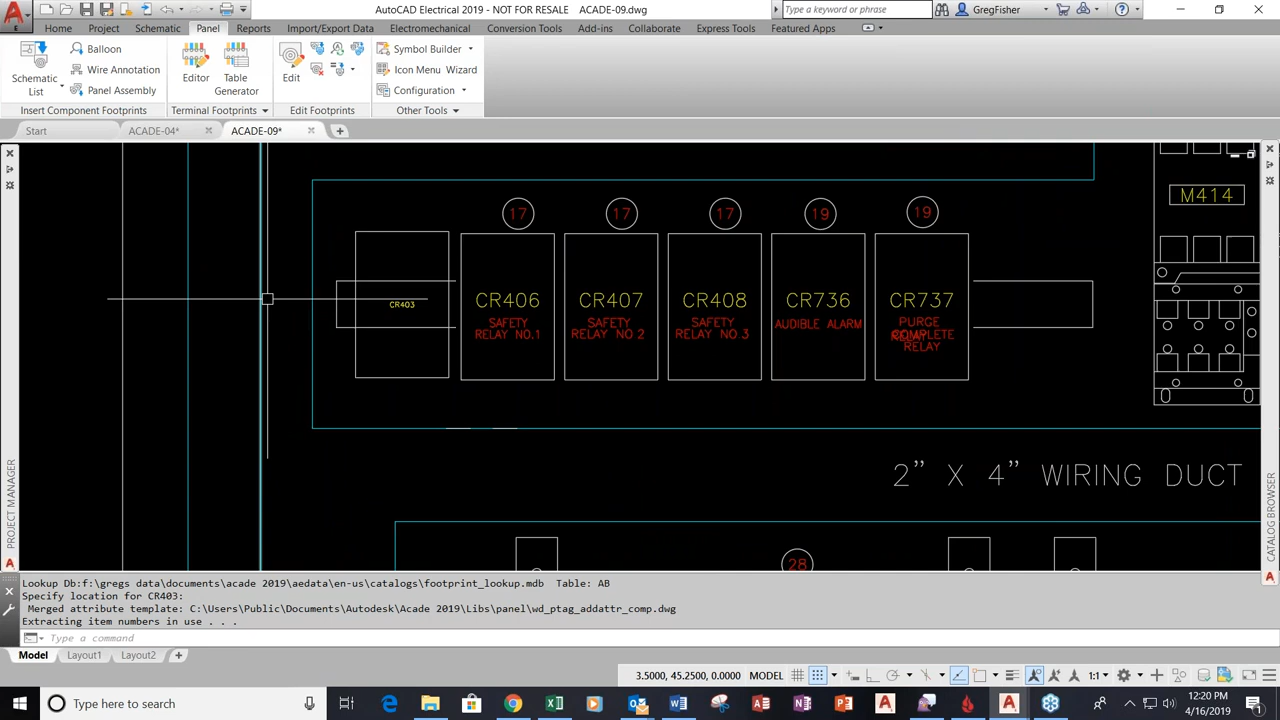 AutoCAD Electrical 2019 - NOT FOR RESALE ACADE-09.dwg
Type a keyword or phrase
GregFisher
Home Project Schematic Panel Reports Import/Export Data Electromechanical Conversion Tools Add-ins Collaborate Express Tools Featured Apps
Schematic List
Balloon
Wire Annotation
Panel Assembly
Editor
Table Generator
Edit
Symbol Builder
Icon Menu Wizard
Configuration
Insert Component Footprints Terminal Footprints Edit Footprints Other Tools
Start ACADE-04* ACADE-09*
17 17 17 19 19
M414
CR403 CR406 CR407 CR408 CR736 CR737
SAFETY RELAY NO.1
SAFETY RELAY NO 2
SAFETY RELAY NO.3
AUDIBLE ALARM
PURGE
COMPLETE
RELAY
2” X 4” WIRING DUCT
28
PROJECT MANAGER
CATALOG BROWSER
Lookup Db:f:\gregs data\documents\acade 2019\aedata\en-us\catalogs\footprint_lookup.mdb Table: AB
Specify location for CR403:
Merged attribute template: C:\Users\Public\Documents\Autodesk\Acade 2019\Libs\panel\wd_ptag_addattr_comp.dwg
Extracting item numbers in use . . .
Type a command
Model Layout1 Layout2
3.5000, 45.2500, 0.0000 MODEL 1:1
Type here to search
12:20 PM
4/16/2019